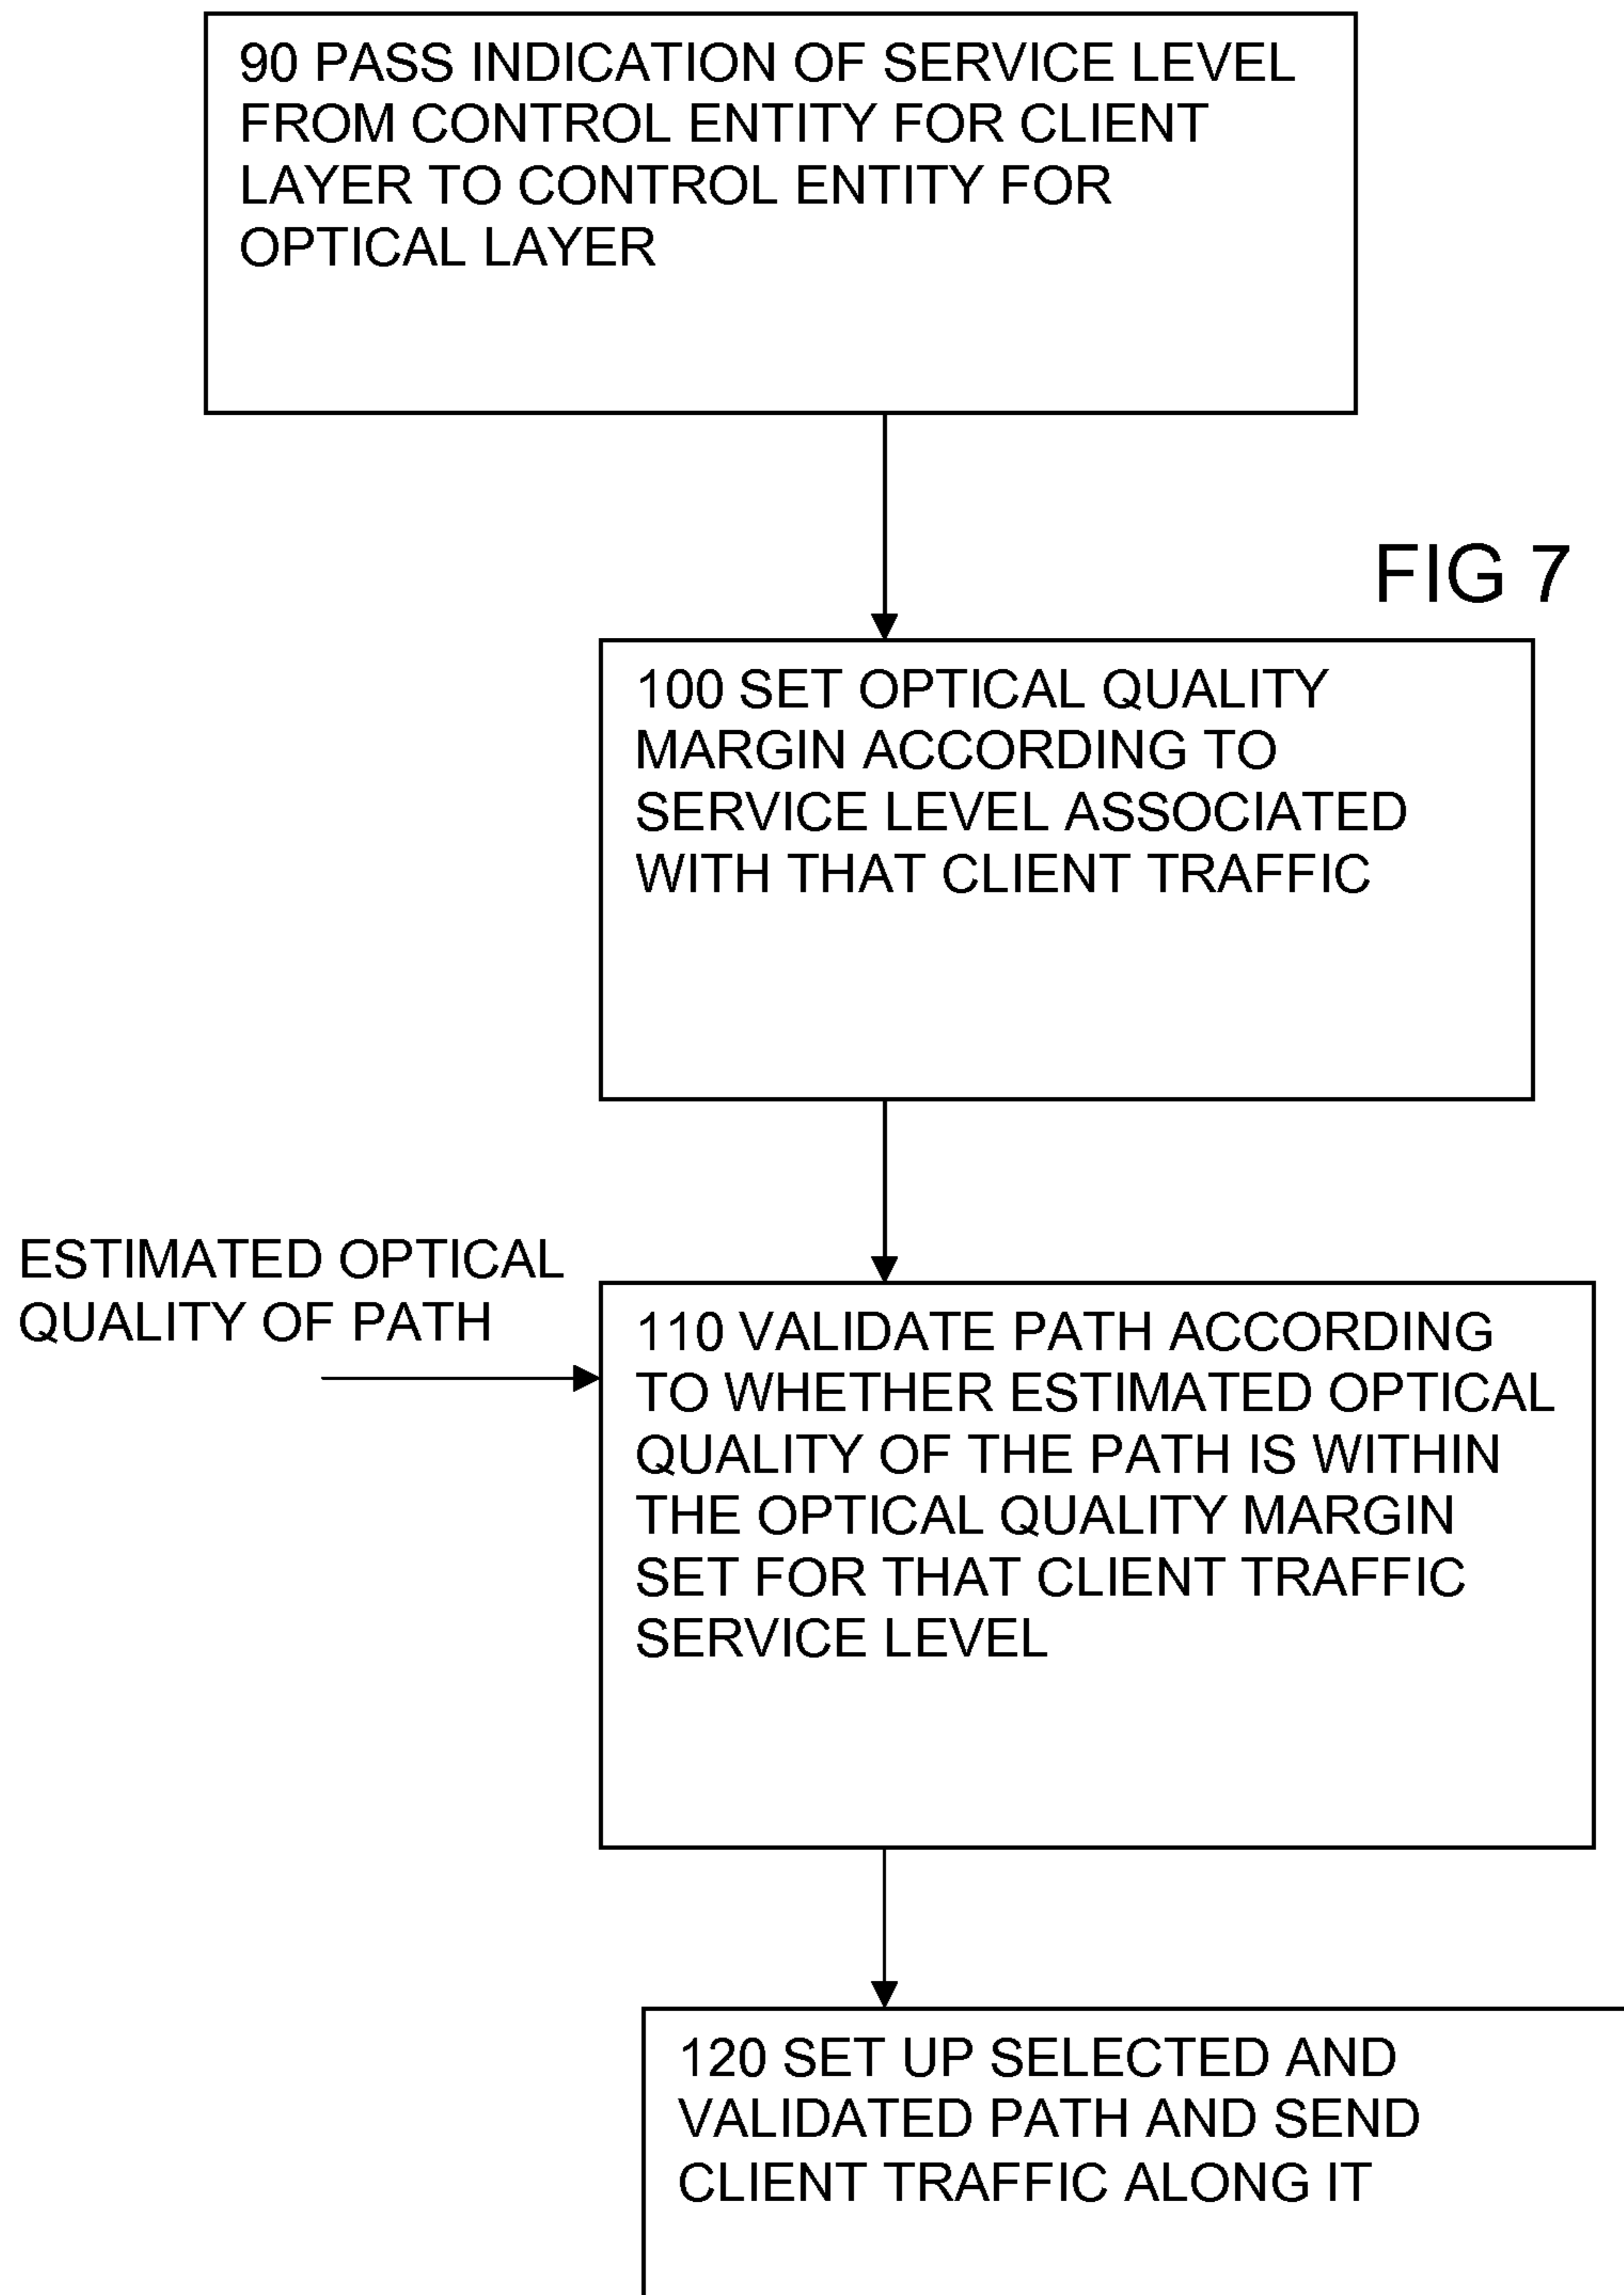 90 PASS INDICATION OF SERVICE LEVEL
FROM CONTROL ENTITY FOR CLIENT
LAYER TO CONTROL ENTITY FOR
OPTICAL LAYER
FIG 7
100 SET OPTICAL QUALITY
MARGIN ACCORDING TO
SERVICE LEVEL ASSOCIATED
WITH THAT CLIENT TRAFFIC
ESTIMATED OPTICAL
QUALITY OF PATH
110 VALIDATE PATH ACCORDING
TO WHETHER ESTIMATED OPTICAL
QUALITY OF THE PATH IS WITHIN
THE OPTICAL QUALITY MARGIN
SET FOR THAT CLIENT TRAFFIC
SERVICE LEVEL
120 SET UP SELECTED AND
VALIDATED PATH AND SEND
CLIENT TRAFFIC ALONG IT